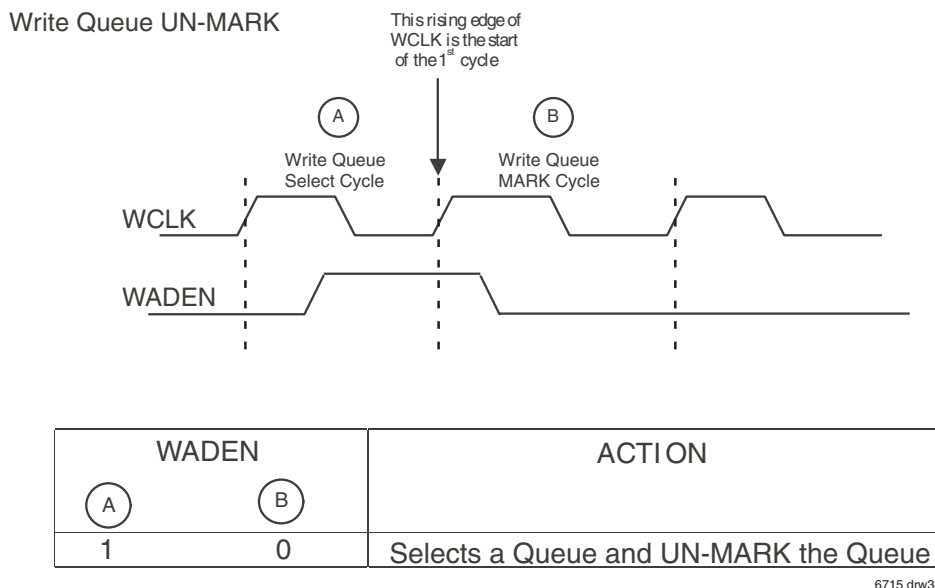 Write Queue UN-MARK
This rising edge of
WCLK is the start
of the 1st cycle
A
B
Write Queue
Select Cycle
Write Queue
MARK Cycle
WCLK
WADEN
WADEN
ACTION
A
B
1
0
Selects a Queue and UN-MARK the Queue
6715 drw3